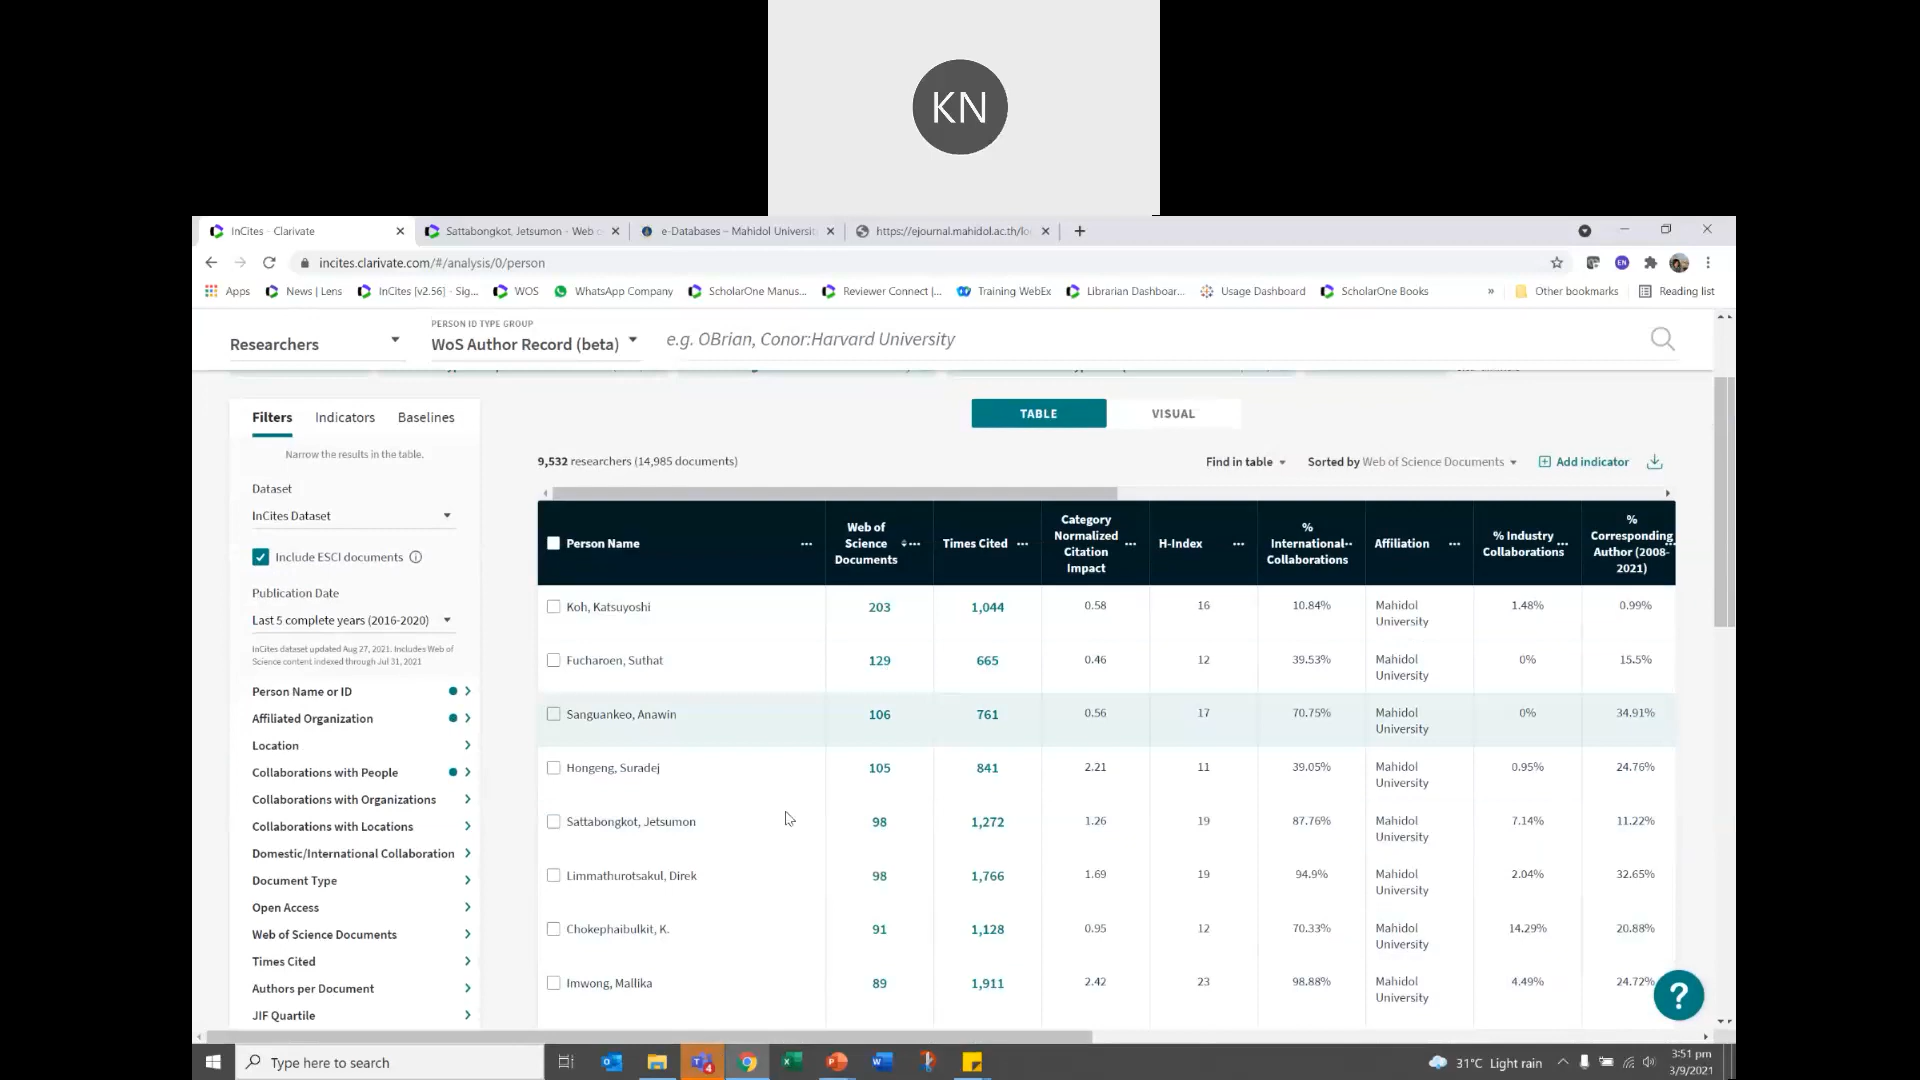 KN
InCites - Clarivate
Sattabongkot, Jetsumon - Web o
e-Databases – Mahidol Universit
https://ejournal.mahidol.ac.th/lo
incites.clarivate.com/#/analysis/0/person
EN
Apps
News | Lens
InCites [v2.56] - Sig...
WOS
WhatsApp Company
ScholarOne Manus...
Reviewer Connect (...
Training WebEx
Librarian Dashboar...
Usage Dashboard
ScholarOne Books
»
Other bookmarks
Reading list
PERSON ID TYPE GROUP
Researchers
WoS Author Record (beta)
e.g. OBrian, Conor:Harvard University
Filters Indicators Baselines
Narrow the results in the table.
Dataset
InCites Dataset
Include ESCI documents
Publication Date
Last 5 complete years (2016-2020)
InCites dataset updated Aug 27, 2021. Includes Web of
Science content indexed through Jul 31, 2021
Person Name or ID
Affiliated Organization
Location
Collaborations with People
Collaborations with Organizations
Collaborations with Locations
Domestic/International Collaboration
Document Type
Open Access
Web of Science Documents
Times Cited
Authors per Document
JIF Quartile
TABLE VISUAL
9,532 researchers (14,985 documents)
Find in table
Sorted by Web of Science Documents
Add indicator
Person Name
Web of
Science
Documents
Times Cited
Category
Normalized
Citation
Impact
H-Index
%
International
Collaborations
Affiliation
% Industry
Collaborations
%
Corresponding
Author (2008-
2021)
Koh, Katsuyoshi 203 1,044 0.58 16 10.84% Mahidol 1.48% 0.99%
University
Fucharoen, Suthat 129 665 0.46 12 39.53% Mahidol 0% 15.5%
University
Sanguankeo, Anawin 106 761 0.56 17 70.75% Mahidol 0% 34.91%
University
Hongeng, Suradej 105 841 2.21 11 39.05% Mahidol 0.95% 24.76%
University
Sattabongkot, Jetsumon 98 1,272 1.26 19 87.76% Mahidol 7.14% 11.22%
University
Limmathurotsakul, Direk 98 1,766 1.69 19 94.9% Mahidol 2.04% 32.65%
University
Chokephaibulkit, K. 91 1,128 0.95 12 70.33% Mahidol 14.29% 20.88%
University
Imwong, Mallika 89 1,911 2.42 23 98.88% Mahidol 4.49% 24.72%
University
?
Type here to search
4
31°C Light rain
3:51 pm
3/9/2021